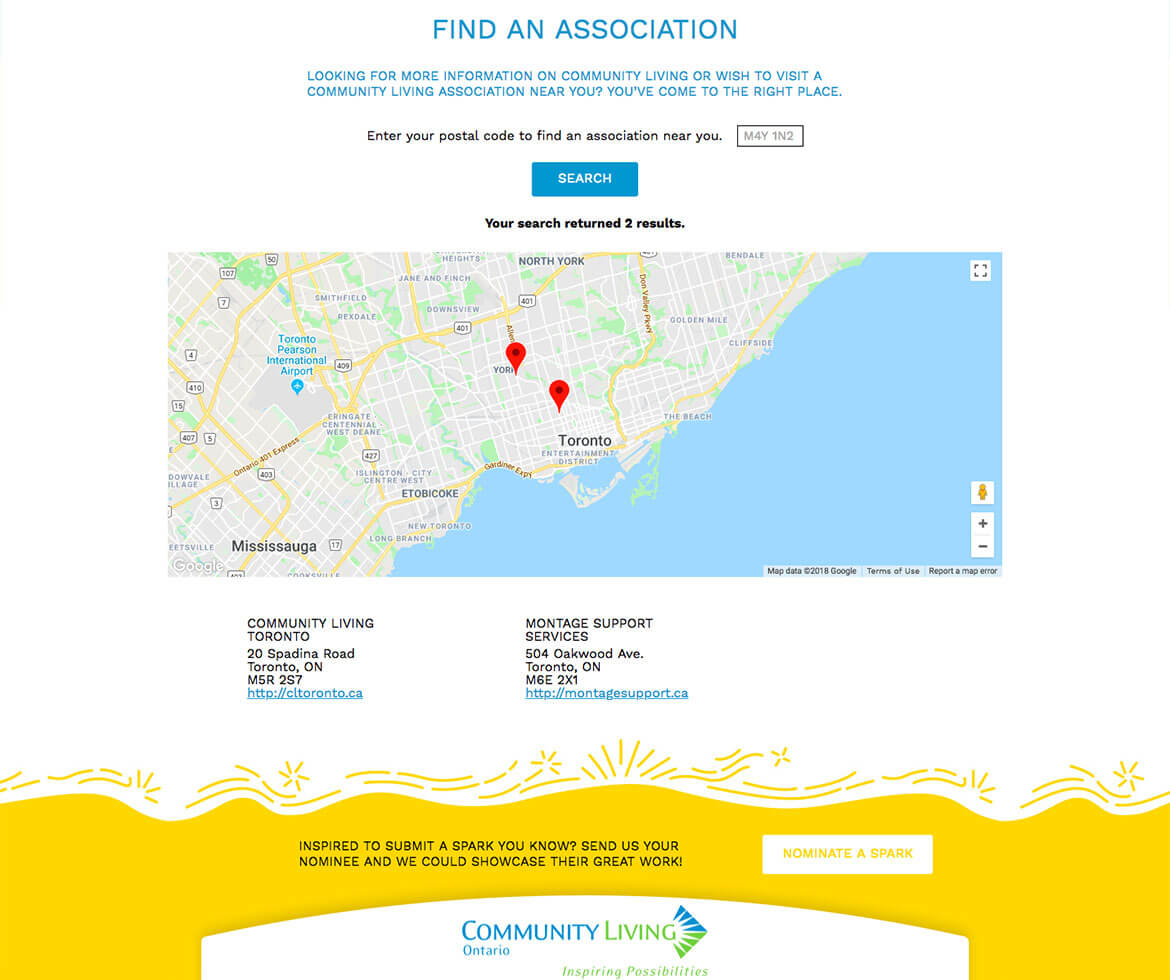 FIND AN ASSOCIATION
LOOKING FOR MORE INFORMATION ON COMMUNITY LIVING OR WISH TO VISIT A
COMMUNITY LIVING ASSOCIATION NEAR YOU? YOU'VE COME TO THE RIGHT PLACE.
Enter your postal code to find an association near you.
M4Y 1N2
SEARCH
Your search returned 2 results.
50
HEIGHTS
NORTH YORK
401
BENDALE
107
JANE AND FINCH
7
SMITHFIELD
REXDALE
DOWNSVIEW
401
401
Allen
Don Valley Pkwy
GOLDEN MILE
CLIFFSIDE
Toronto
Pearson
International
Airport
4
409
YORK
410
15
ERINGATE
CENTENNIAL -
WEST DEANE
THE BEACH
407
5
Ontario 401 Express
427
Toronto
ENTERTAINMENT
DISTRICT
403
ISLINGTON - CITY
CENTRE WEST
Gardiner Expy
DOWVALE
ILLAGE
ETOBICOKE
3
NEW TORONTO
LONG BRANCH
EETSVILLE
Mississauga
17
Google
403
COOKSVILLE
Map data ©2018 Google
Terms of Use
Report a map error
COMMUNITY LIVING
TORONTO
20 Spadina Road
Toronto, ON
M5R 2S7
http://cltoronto.ca
MONTAGE SUPPORT
SERVICES
504 Oakwood Ave.
Toronto, ON
M6E 2X1
http://montagesupport.ca
INSPIRED TO SUBMIT A SPARK YOU KNOW? SEND US YOUR
NOMINEE AND WE COULD SHOWCASE THEIR GREAT WORK!
NOMINATE A SPARK
COMMUNITY LIVING
Ontario
Inspiring Possibilities